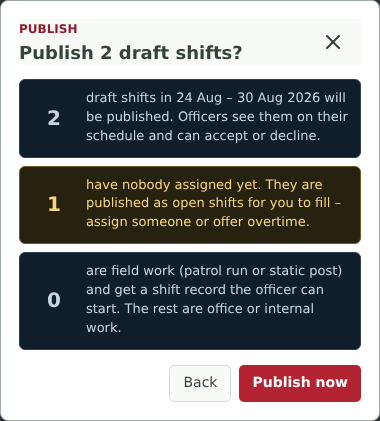 PUBLISH
Publish 2 draft shifts?
2
draft shifts in 24 Aug – 30 Aug 2026 will
be published. Officers see them on their
schedule and can accept or decline.
1
have nobody assigned yet. They are
published as open shifts for you to fill –
assign someone or offer overtime.
0
are field work (patrol run or static post)
and get a shift record the officer can
start. The rest are office or internal
work.
Back
Publish now